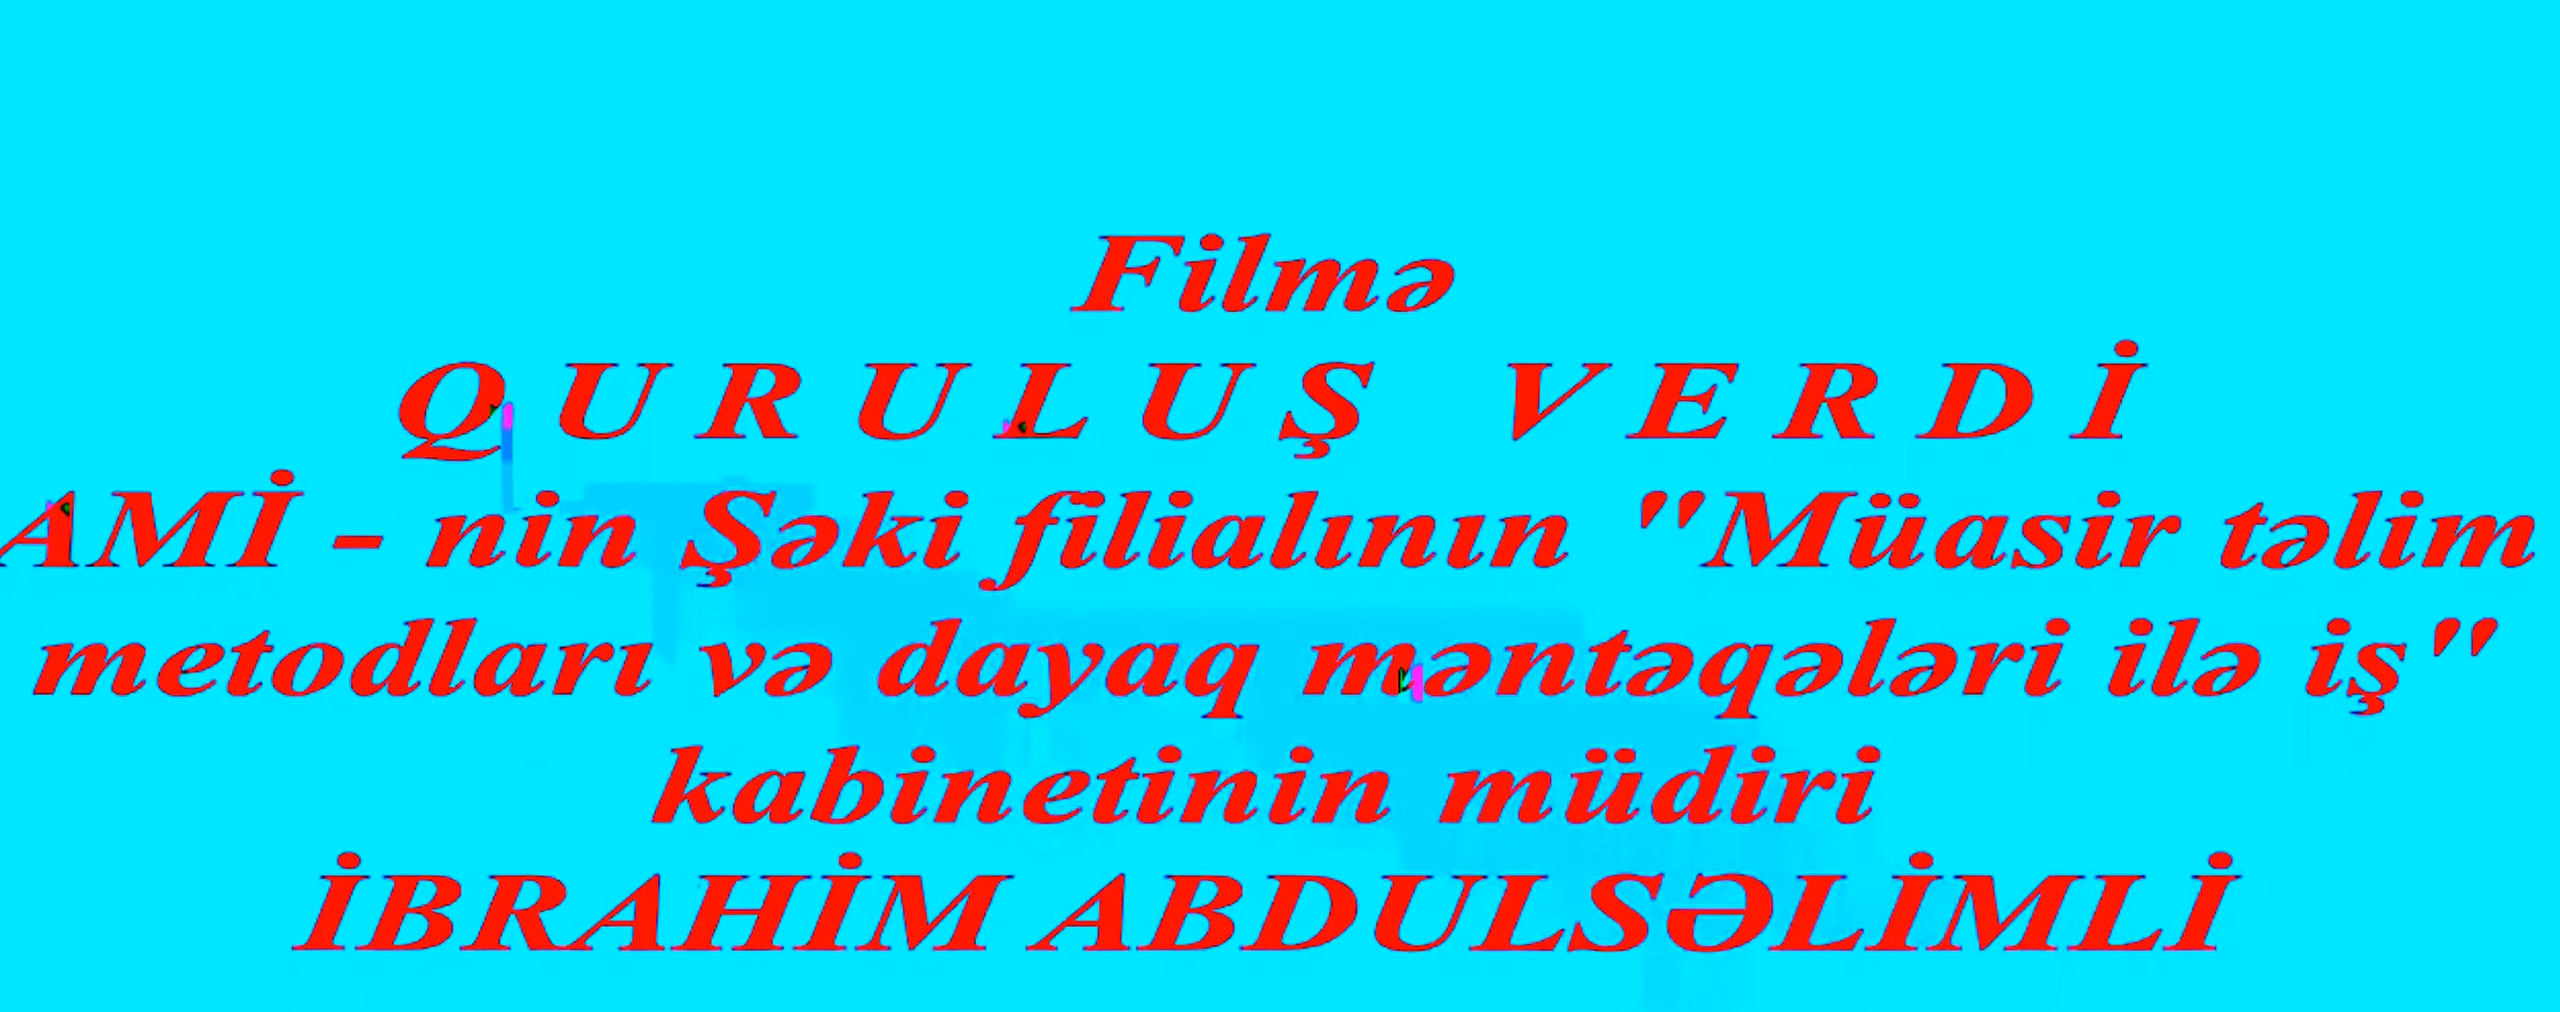 Filmə
Q U R U L U Ş   V E R D İ
AMİ - nin Şəki filialının "Müasir təlim
metodları və dayaq məntəqələri ilə iş"
kabinetinin müdiri
İBRAHİM ABDULSƏLİMLİ